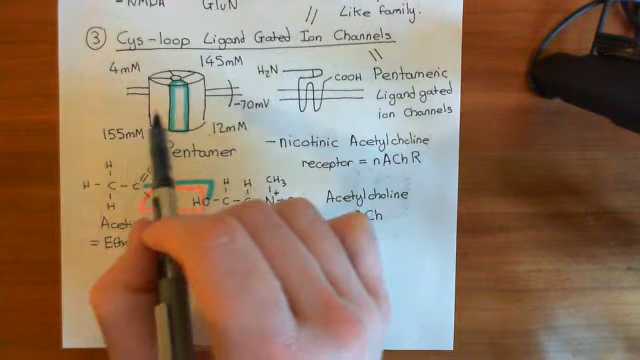 -NMDA GluN
Like family.
③ Cys-loop Ligand Gated Ion Channels
4mM 145mM
H₂N COOH
Pentameric
Ligand gated
ion Channels
-70mV
155mM 12mM
Pentamer
-nicotinic Acetylcholine
receptor = nAChR
H H H CH₃
H - C - C HO - C - C N +
H
Acetylcholine
Ch
= Eth